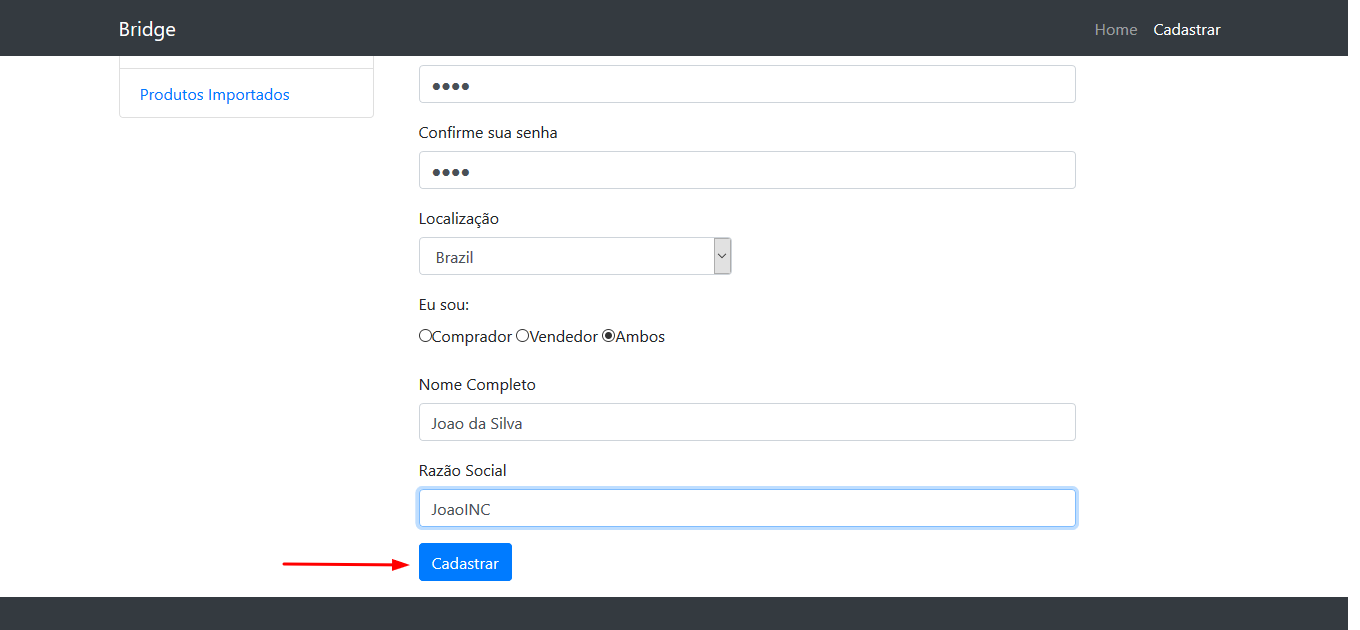 Bridge
Home Cadastrar
Produtos Importados
Confirme sua senha
Localização
Brazil
Eu sou:
Comprador Vendedor Ambos
Nome Completo
Joao da Silva
Razão Social
JoaoINC
Cadastrar